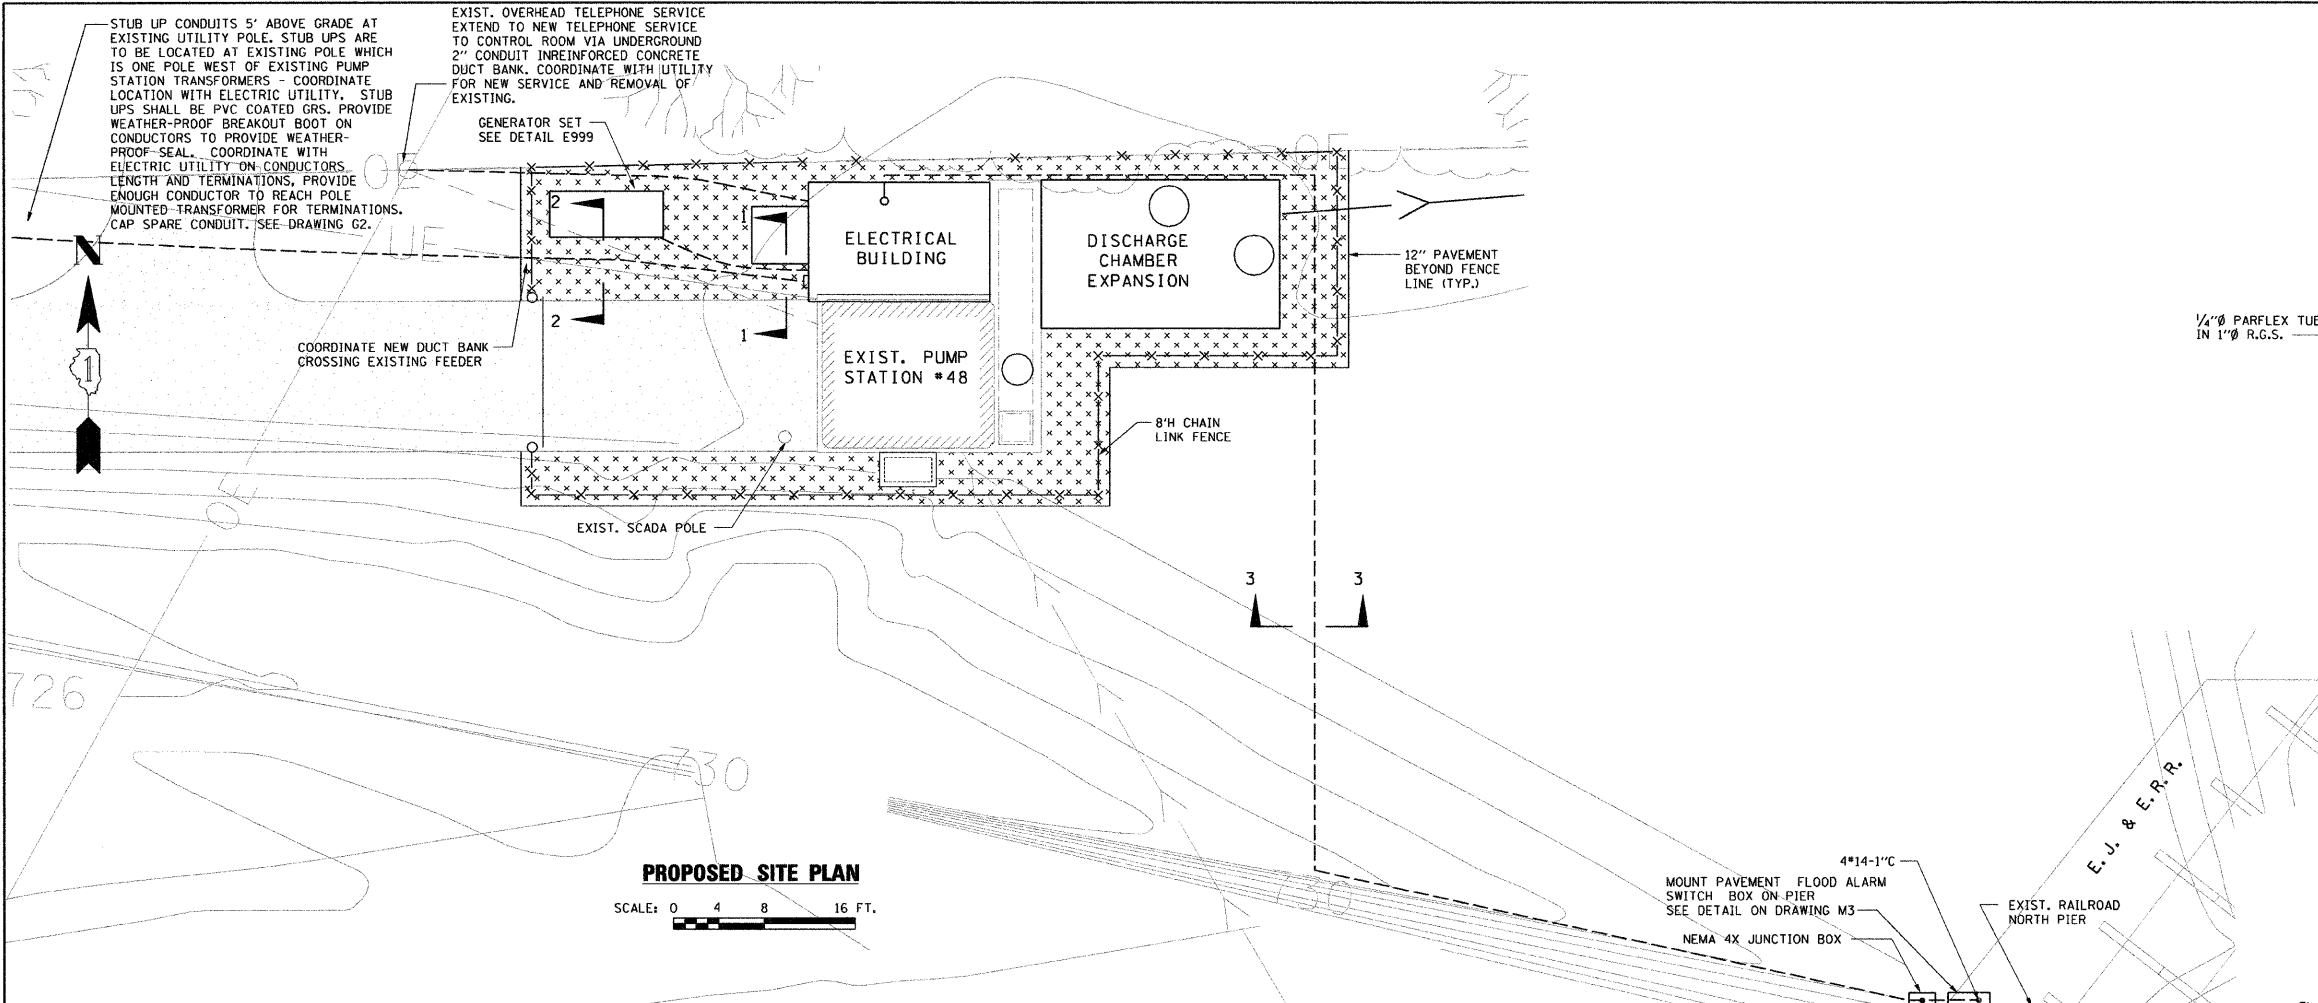 STUB UP CONDUITS 5' ABOVE GRADE AT
EXISTING UTILITY POLE. STUB UPS ARE
TO BE LOCATED AT EXISTING POLE WHICH
IS ONE POLE WEST OF EXISTING PUMP
STATION TRANSFORMERS - COORDINATE
LOCATION WITH ELECTRIC UTILITY. STUB
UPS SHALL BE PVC COATED GRS. PROVIDE
WEATHER-PROOF BREAKOUT BOOT ON
CONDUCTORS TO PROVIDE WEATHER-
PROOF SEAL. COORDINATE WITH
ELECTRIC UTILITY ON CONDUCTORS
LENGTH AND TERMINATIONS, PROVIDE
ENOUGH CONDUCTOR TO REACH POLE
MOUNTED TRANSFORMER FOR TERMINATIONS.
CAP SPARE CONDUIT. SEE DRAWING G2.
EXIST. OVERHEAD TELEPHONE SERVICE
EXTEND TO NEW TELEPHONE SERVICE
TO CONTROL ROOM VIA UNDERGROUND
2" CONDUIT INREINFORCED CONCRETE
DUCT BANK. COORDINATE WITH UTILITY
FOR NEW SERVICE AND REMOVAL OF
EXISTING.
GENERATOR SET
SEE DETAIL E999
OE
OE
UE
N
1
2
1
2
1
ELECTRICAL
BUILDING
DISCHARGE
CHAMBER
EXPANSION
12" PAVEMENT
BEYOND FENCE
LINE (TYP.)
1/4"Ø PARFLEX TUB
IN 1"Ø R.G.S.
COORDINATE NEW DUCT BANK
CROSSING EXISTING FEEDER
EXIST. PUMP
STATION #48
8'H CHAIN
LINK FENCE
EXIST. SCADA POLE
OE
3 3
726
730
730
E. J. & E. R. R.
PROPOSED SITE PLAN
SCALE: 0 4 8 16 FT.
4#14-1"C
MOUNT PAVEMENT FLOOD ALARM
SWITCH BOX ON PIER
SEE DETAIL ON DRAWING M3
NEMA 4X JUNCTION BOX
EXIST. RAILROAD
NORTH PIER